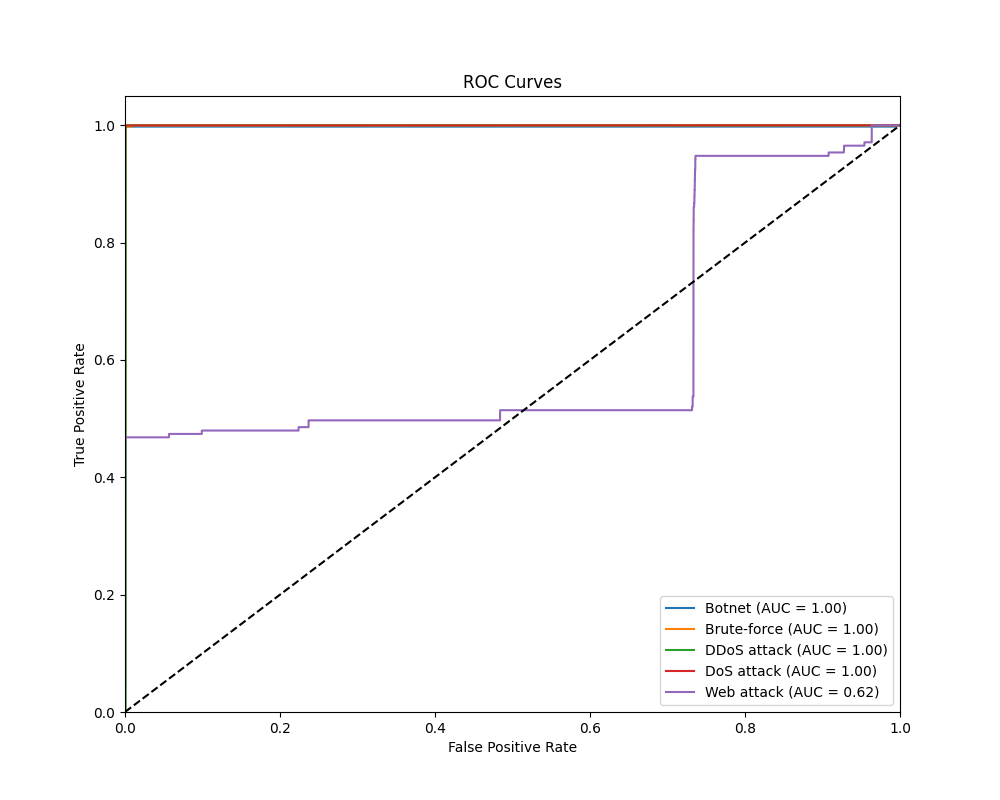 ROC Curves
True Positive Rate
1.0
0.8
0.6
0.4
0.2
0.0
0.0 0.2 0.4 0.6 0.8 1.0
False Positive Rate
Botnet (AUC = 1.00)
Brute-force (AUC = 1.00)
DDoS attack (AUC = 1.00)
DoS attack (AUC = 1.00)
Web attack (AUC = 0.62)